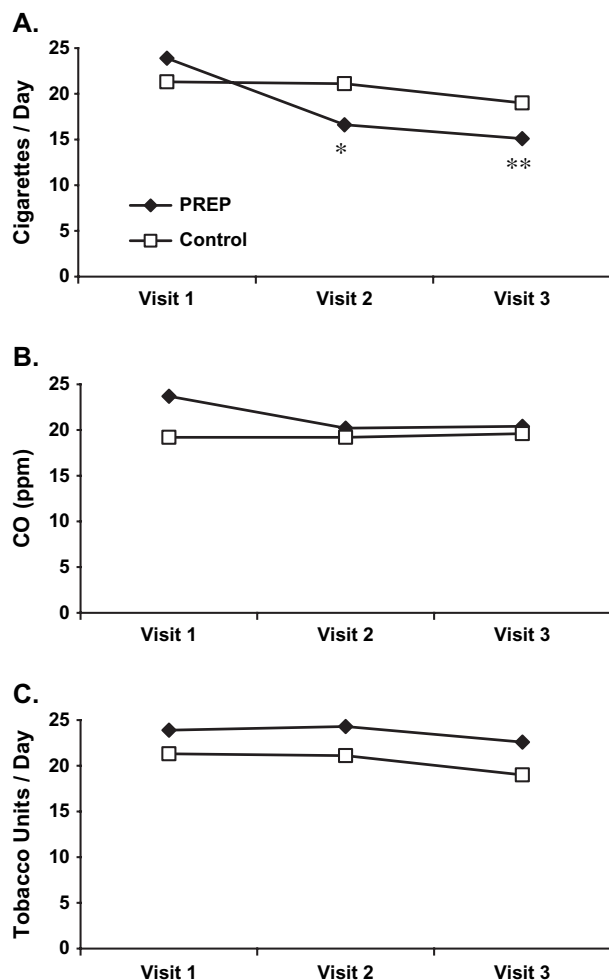 A.
Cigarettes / Day
25
20
15
10
5
0
* **
PREP
Control
Visit 1 Visit 2 Visit 3
B.
CO (ppm)
25
20
15
10
5
0
Visit 1 Visit 2 Visit 3
C.
Tobacco Units / Day
25
20
15
10
5
0
Visit 1 Visit 2 Visit 3